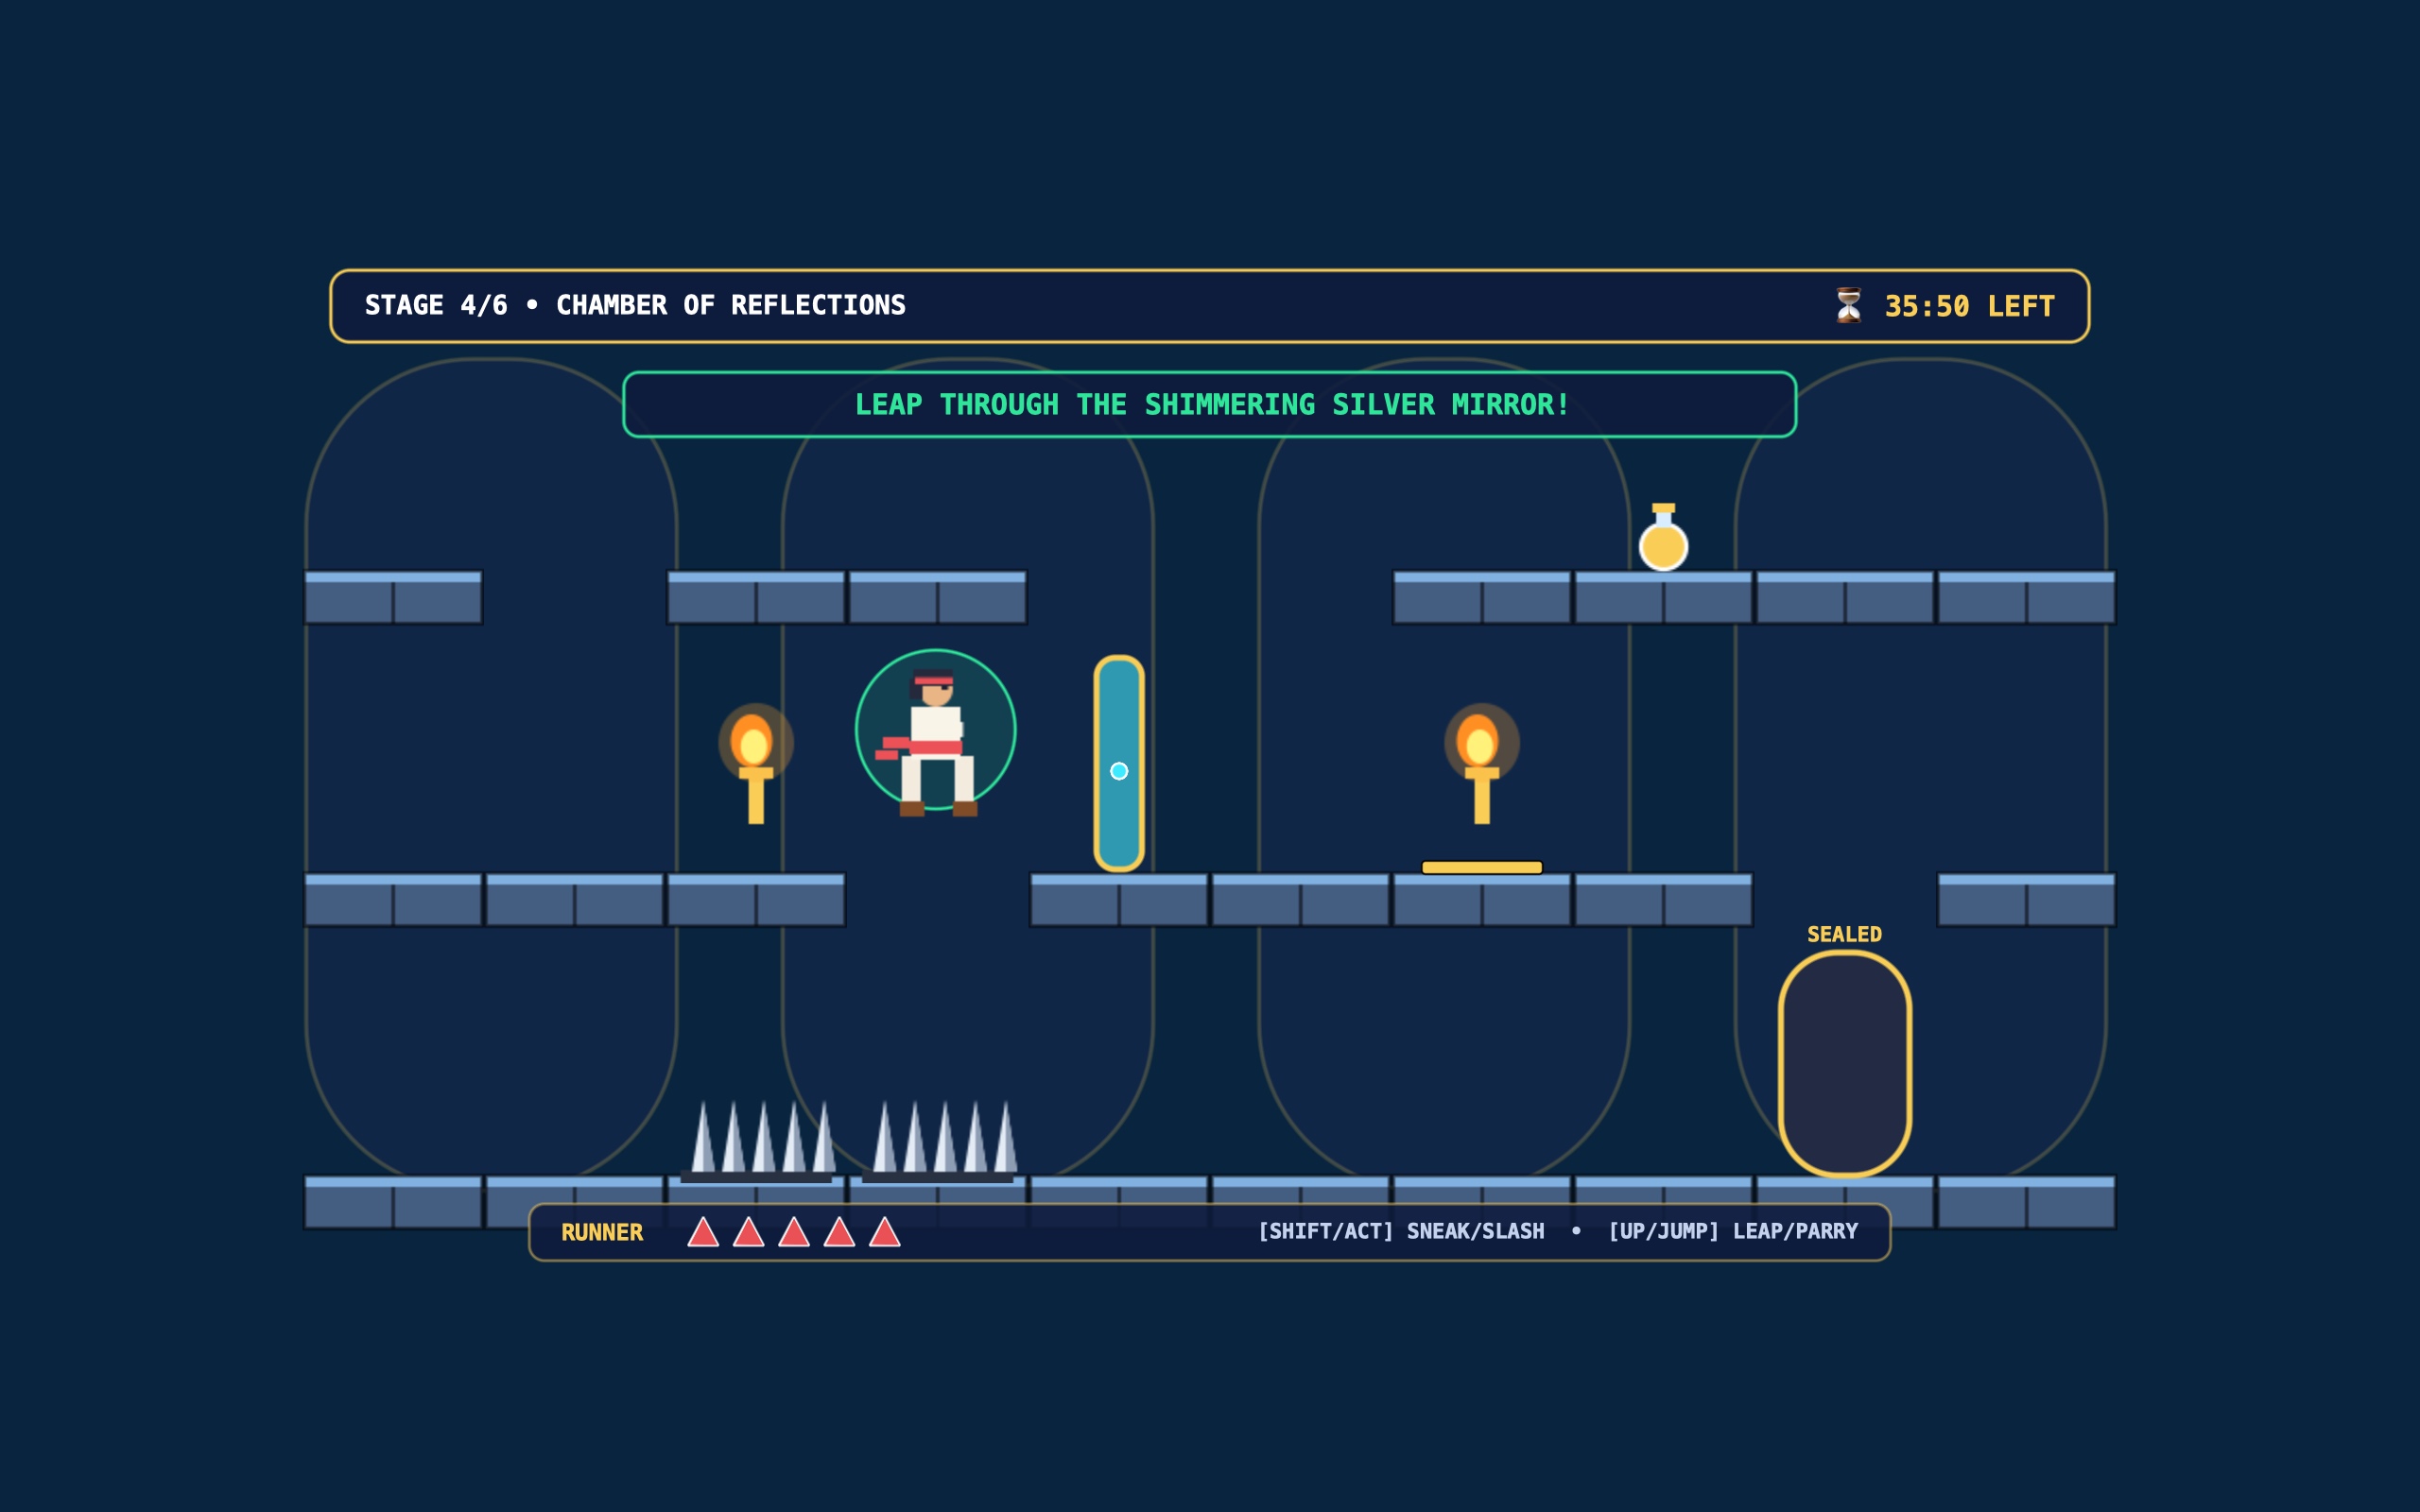 STAGE 4/6 • CHAMBER OF REFLECTIONS
⏳ 35:50 LEFT
LEAP THROUGH THE SHIMMERING SILVER MIRROR!
SEALED
RUNNER
[SHIFT/ACT] SNEAK/SLASH • [UP/JUMP] LEAP/PARRY